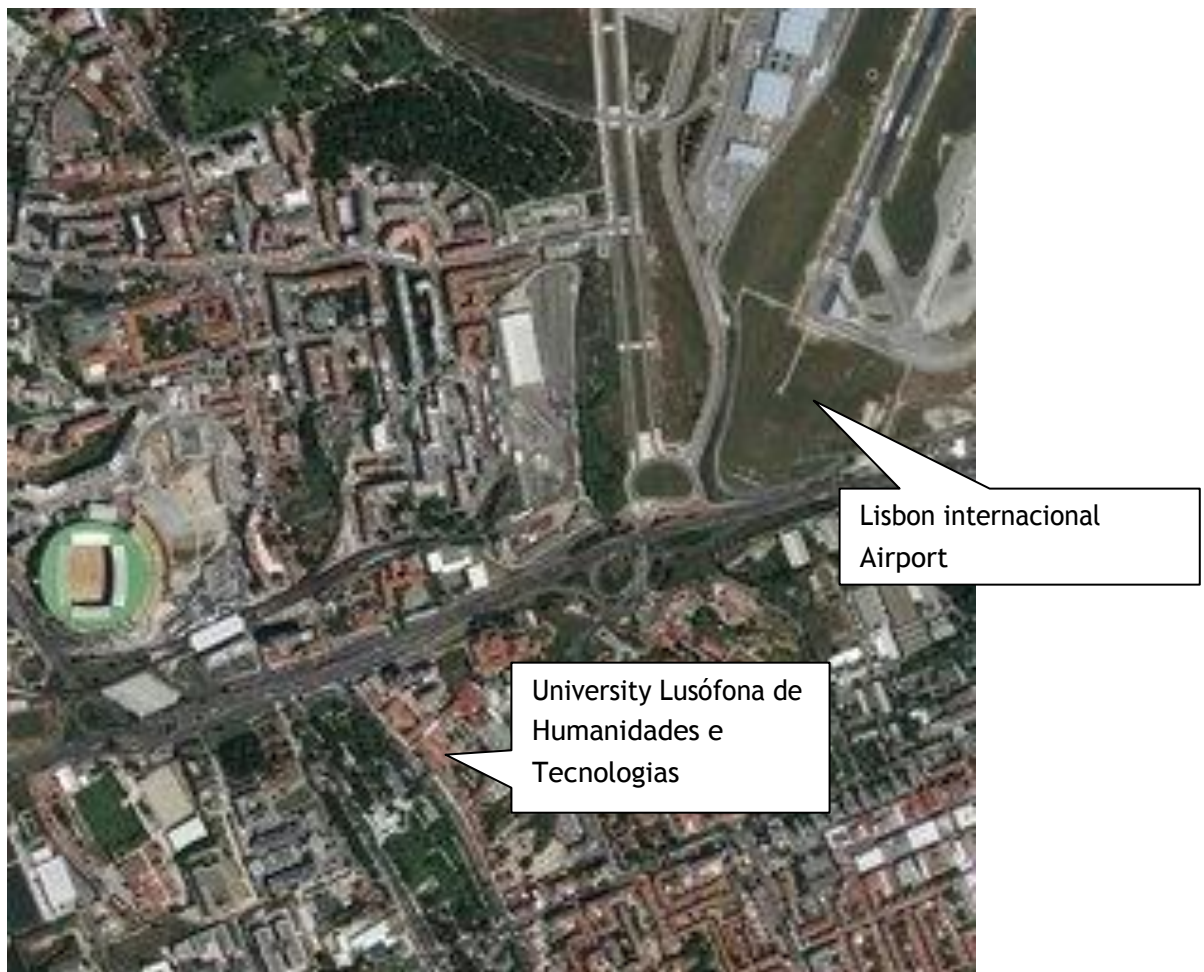 Lisbon internacional
Airport
University Lusófona de
Humanidades e
Tecnologias